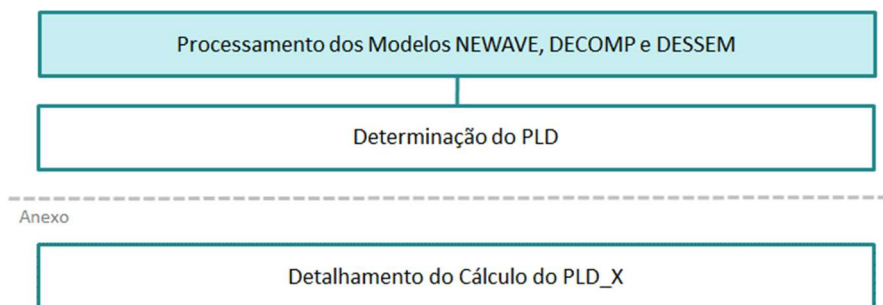 Processamento dos Modelos NEWAVE, DECOMP e DESSEM
Determinação do PLD
Anexo
Detalhamento do Cálculo do PLD_X